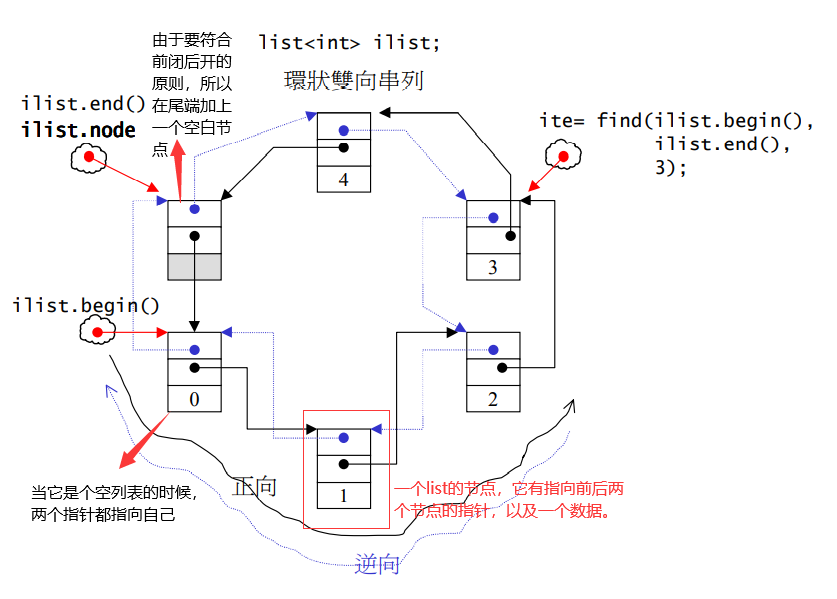 由于要符合
前闭后开的
原则，所以
在尾端加上
一个空白节
点
list<int> ilist;
環狀雙向串列
ilist.end()
ilist.node
ite= find(ilist.begin(),
ilist.end(),
3);
4
3
ilist.begin()
0
2
1
当它是个空列表的时候，
两个指针都指向自己
正向
一个list的节点，它有指向前后两
个节点的指针，以及一个数据。
逆向